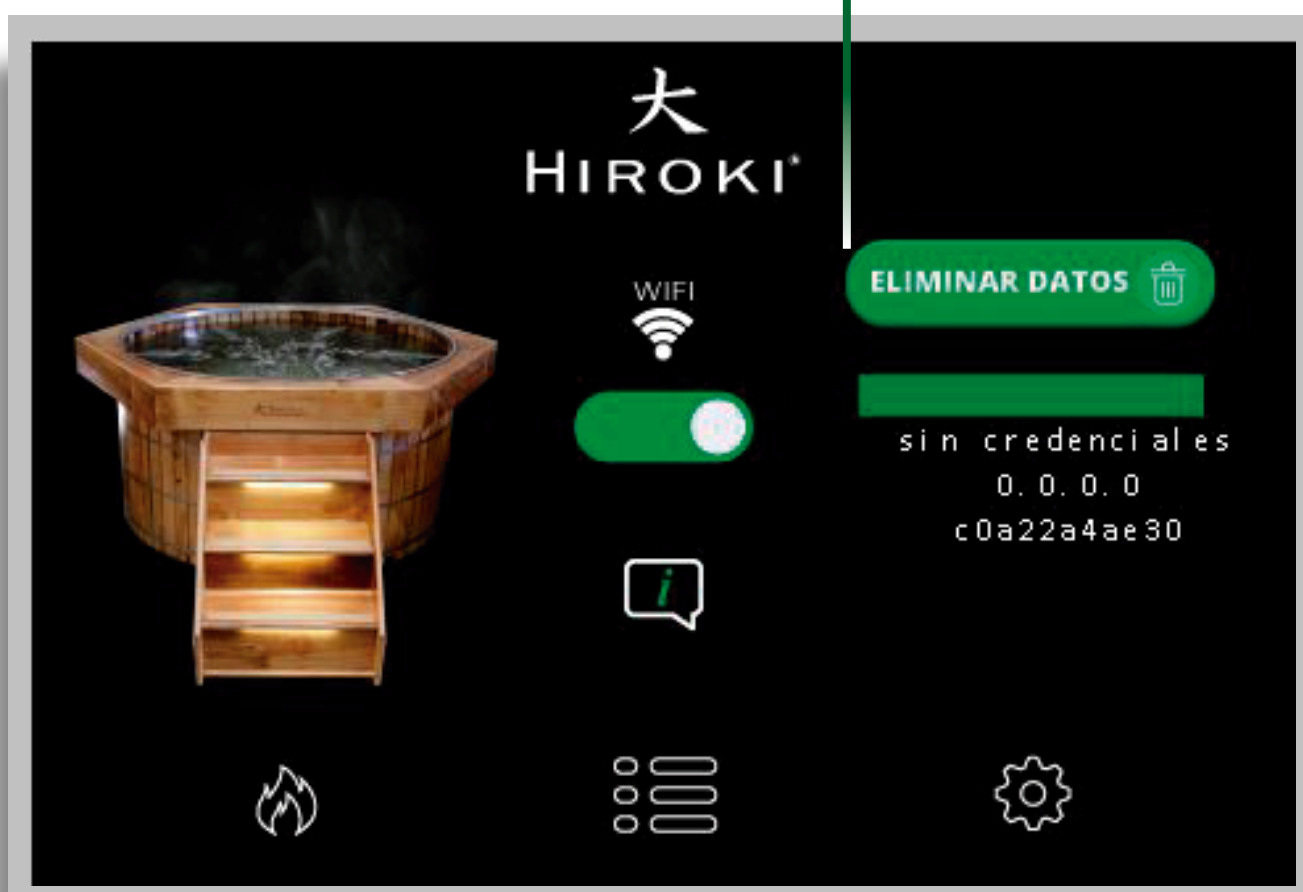 大
HIROKI®
WIFI
ELIMINAR DATOS
sin credenciales
0.0.0.0
c0a22a4ae30
i